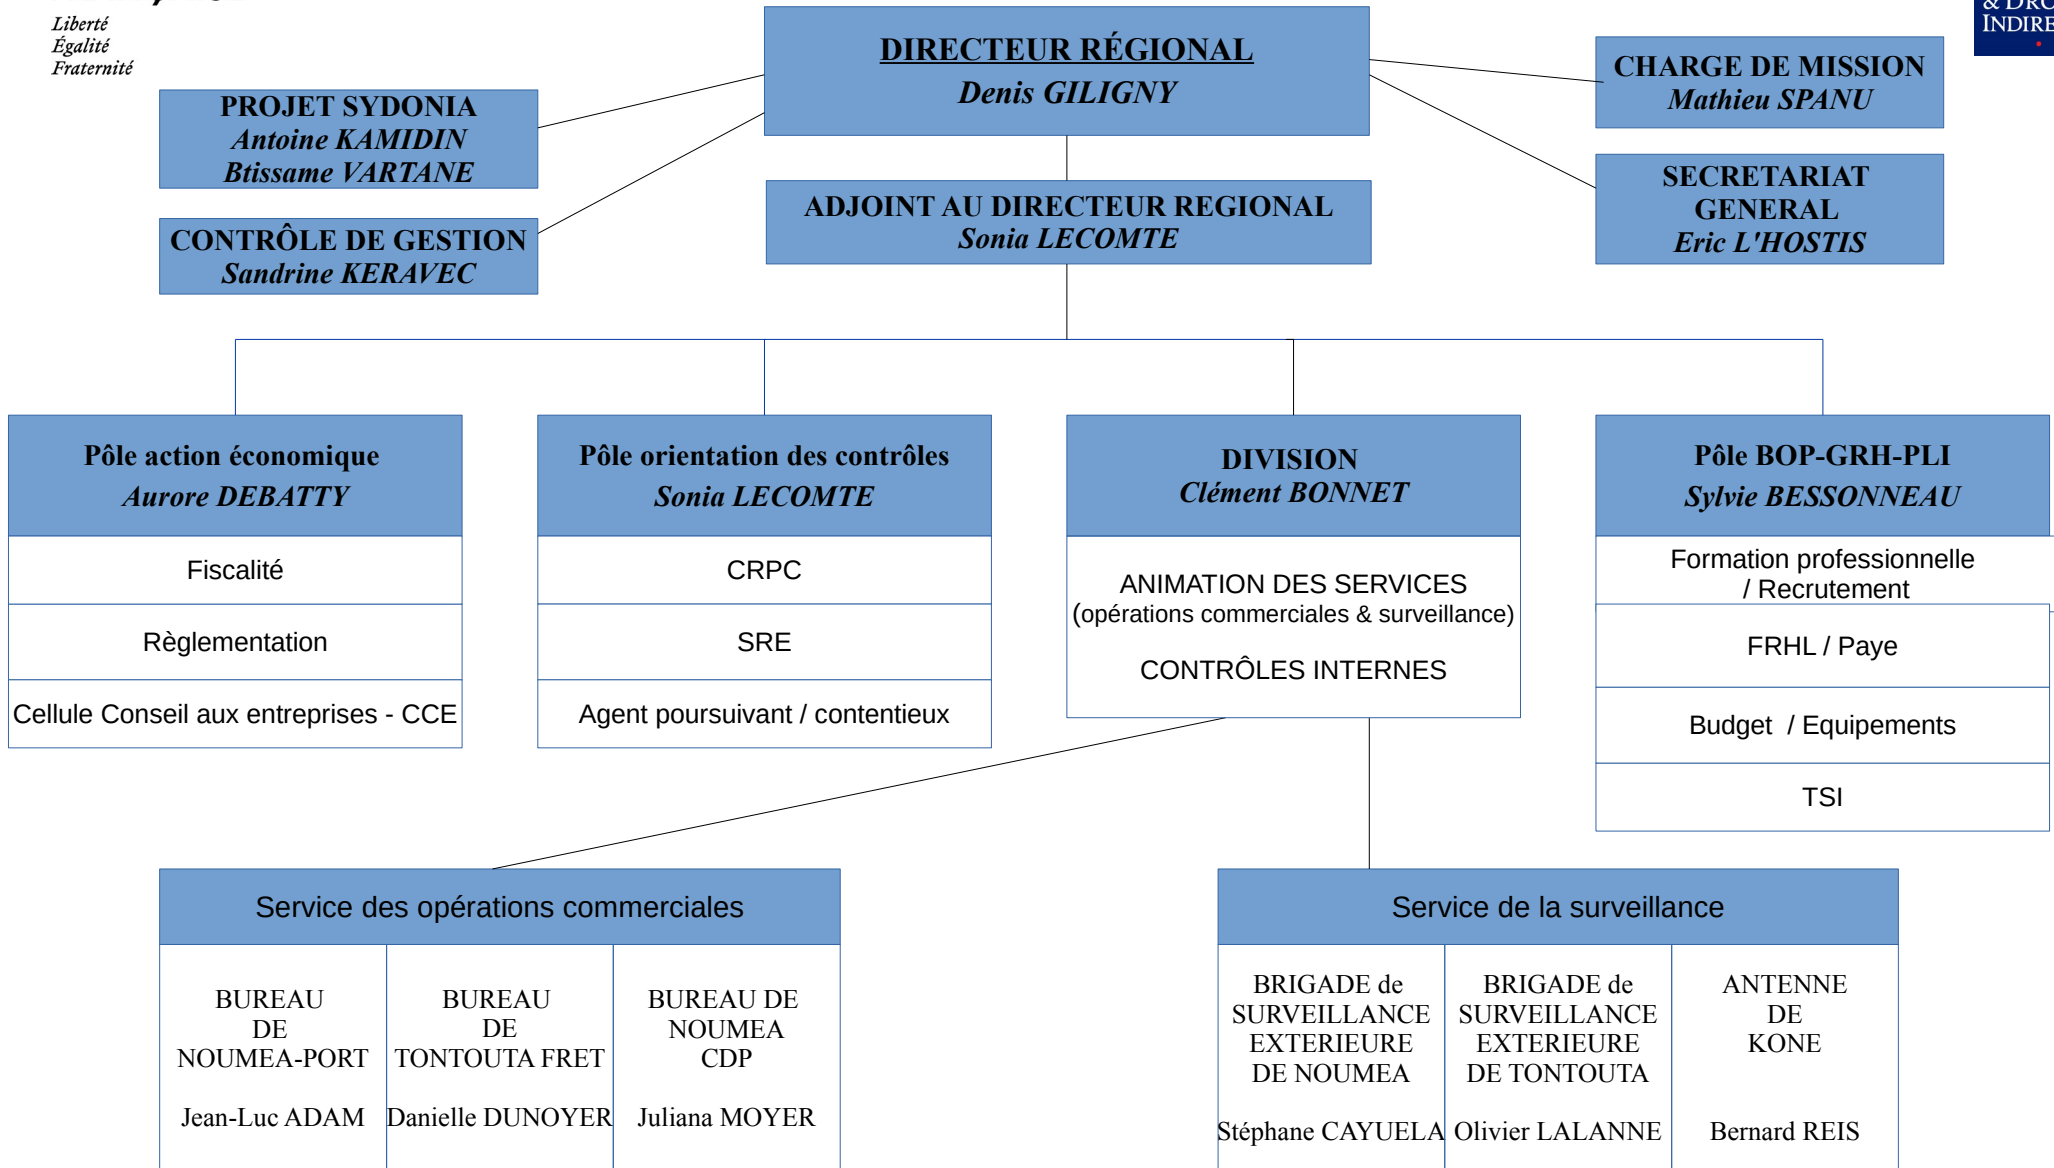 Liberté
Égalité
Fraternité
& DRO
INDIRE
DIRECTEUR RÉGIONAL
Denis GILIGNY
CHARGE DE MISSION
Mathieu SPANU
PROJET SYDONIA
Antoine KAMIDIN
Btissame VARTANE
SECRETARIAT
GENERAL
Eric L'HOSTIS
ADJOINT AU DIRECTEUR REGIONAL
Sonia LECOMTE
CONTRÔLE DE GESTION
Sandrine KERAVEC
Pôle action économique
Aurore DEBATTY
Fiscalité
Règlementation
Cellule Conseil aux entreprises - CCE
Pôle orientation des contrôles
Sonia LECOMTE
CRPC
SRE
Agent poursuivant / contentieux
DIVISION
Clément BONNET
ANIMATION DES SERVICES
(opérations commerciales & surveillance)
CONTRÔLES INTERNES
Pôle BOP-GRH-PLI
Sylvie BESSONNEAU
Formation professionnelle
/ Recrutement
FRHL / Paye
Budget / Equipements
TSI
Service des opérations commerciales
BUREAU
DE
NOUMEA-PORT
Jean-Luc ADAM
BUREAU
DE
TONTOUTA FRET
Danielle DUNOYER
BUREAU DE
NOUMEA
CDP
Juliana MOYER
Service de la surveillance
BRIGADE de
SURVEILLANCE
EXTERIEURE
DE NOUMEA
Stéphane CAYUELA
BRIGADE de
SURVEILLANCE
EXTERIEURE
DE TONTOUTA
Olivier LALANNE
ANTENNE
DE
KONE
Bernard REIS